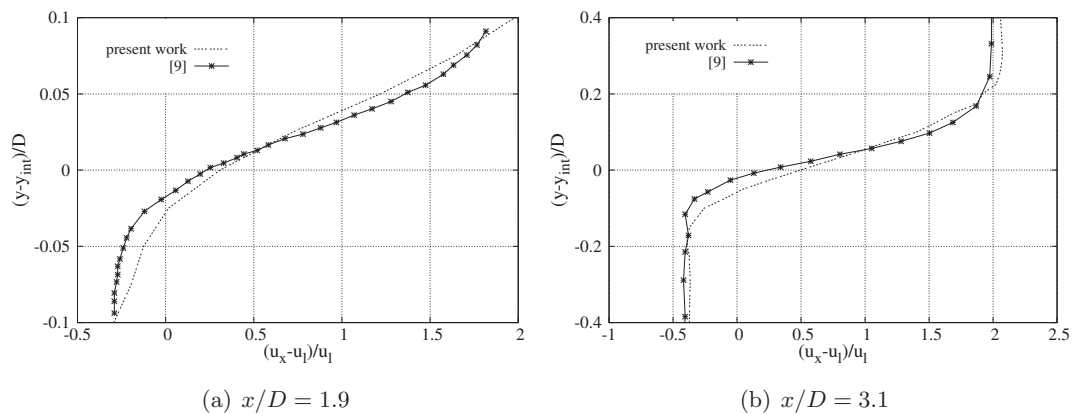 0.1
0.05
0
-0.05
-0.1
(y-y_int)/D
present work
[9]
0 0.5 1 1.5 2
(u_x-u_l)/u_l
(a) x/D = 1.9
0.4
0.2
0
-0.2
-0.4
(y-y_int)/D
present work
[9]
-1 -0.5 0 0.5 1 1.5 2 2.5
(u_x-u_l)/u_l
(b) x/D = 3.1